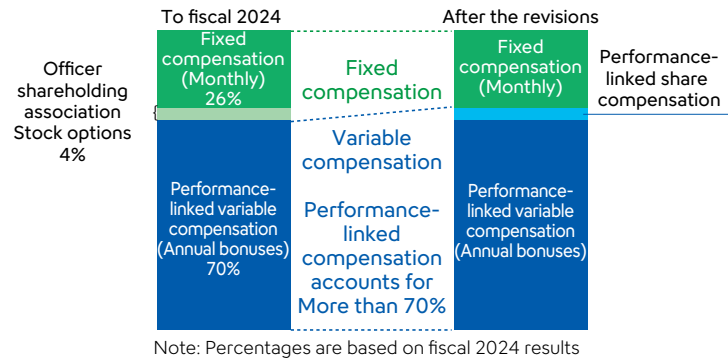 To fiscal 2024
Fixed
compensation
(Monthly)
26%
Officer
shareholding
association
Stock options
4%
Performance-
linked variable
compensation
(Annual bonuses)
70%
Fixed
compensation
Variable
compensation
Performance-
linked
compensation
accounts for
More than 70%
After the revisions
Fixed
compensation
(Monthly)
Performance-
linked share
compensation
Performance-
linked variable
compensation
(Annual bonuses)
Note: Percentages are based on fiscal 2024 results